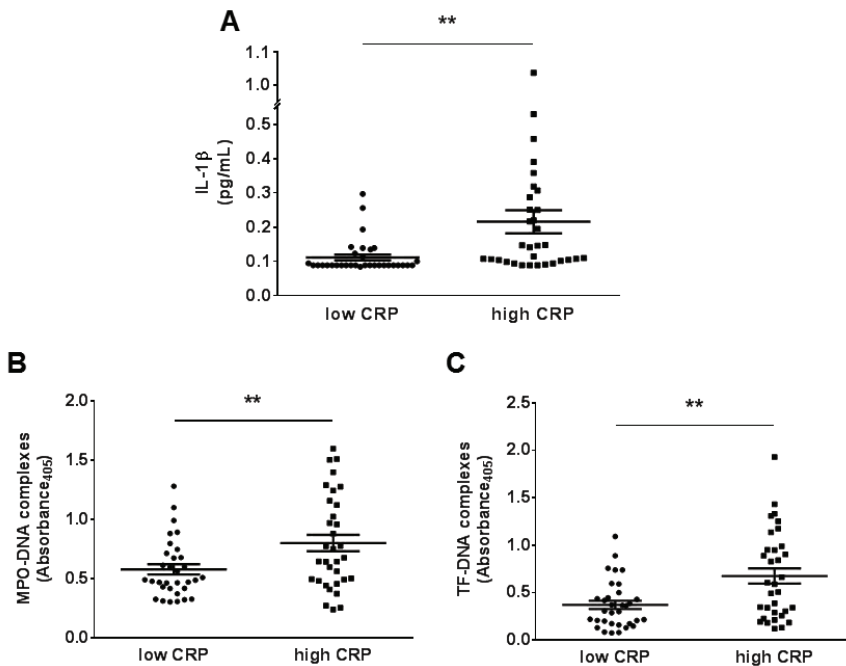 A
**
IL-1β
(pg/mL)
1.1
1.0
0.5
0.4
0.3
0.2
0.1
0.0
low CRP
high CRP
B
**
MPO-DNA complexes
(Absorbance405)
2.0
1.5
1.0
0.5
0.0
low CRP
high CRP
C
**
TF-DNA complexes
(Absorbance405)
2.5
2.0
1.5
1.0
0.5
0.0
low CRP
high CRP